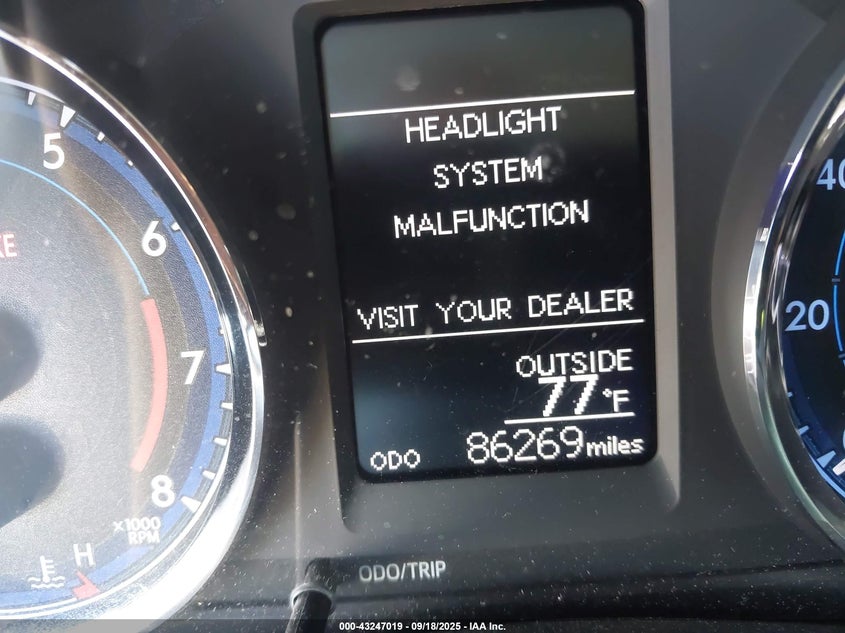 HEADLIGHT
SYSTEM
MALFUNCTION
VISIT YOUR DEALER
OUTSIDE
77°F
ODO 86269 miles
ODO/TRIP
5
6
7
8
x1000
RPM
H
40
20
000-43247019 - 09/18/2025 - IAA Inc.